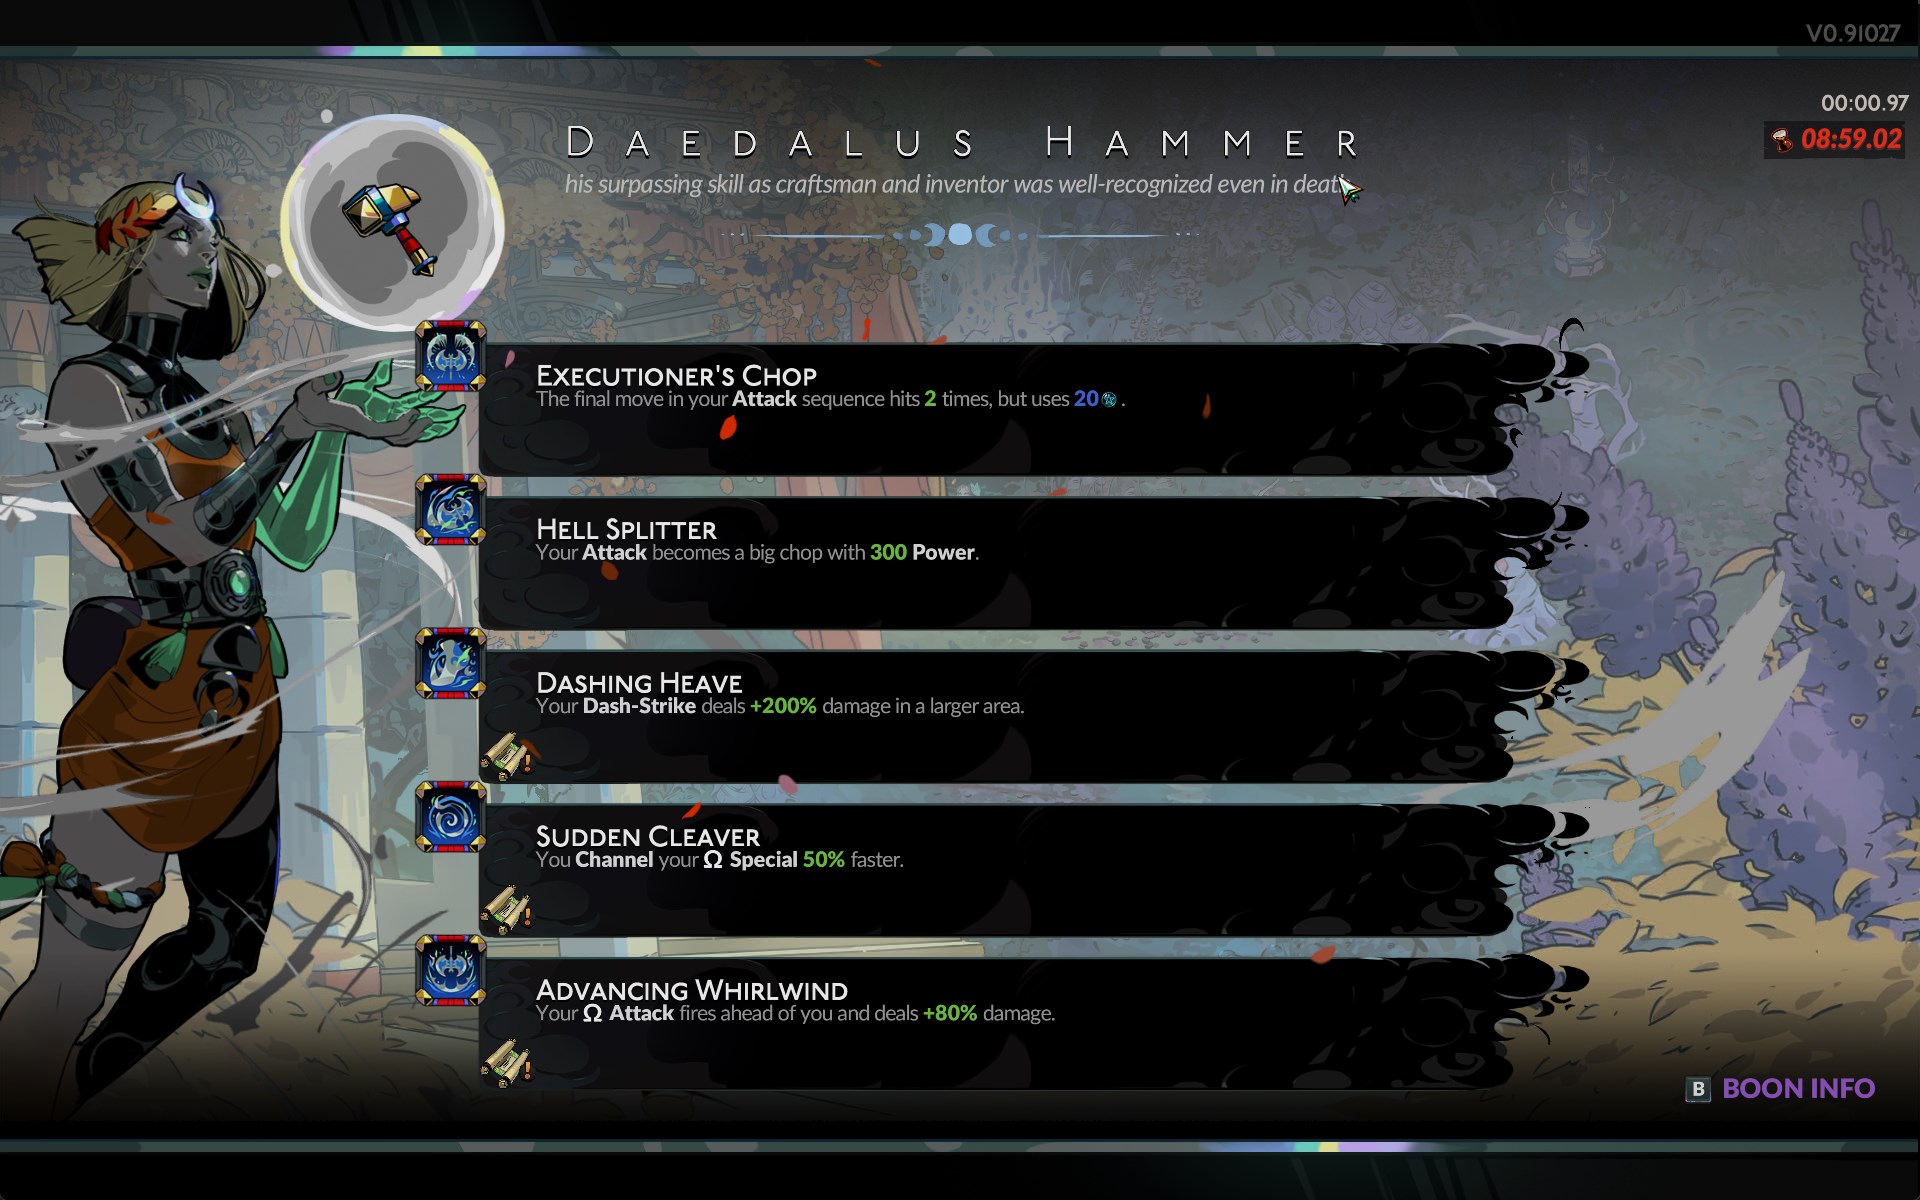 V0.91027
00:00.97
08:59.02
DAEDALUS HAMMER
his surpassing skill as craftsman and inventor was well-recognized even in deat
EXECUTIONER'S CHOP
The final move in your Attack sequence hits 2 times, but uses 20.
HELL SPLITTER
Your Attack becomes a big chop with 300 Power.
DASHING HEAVE
Your Dash-Strike deals +200% damage in a larger area.
SUDDEN CLEAVER
You Channel your Ω Special 50% faster.
ADVANCING WHIRLWIND
Your Ω Attack fires ahead of you and deals +80% damage.
B BOON INFO